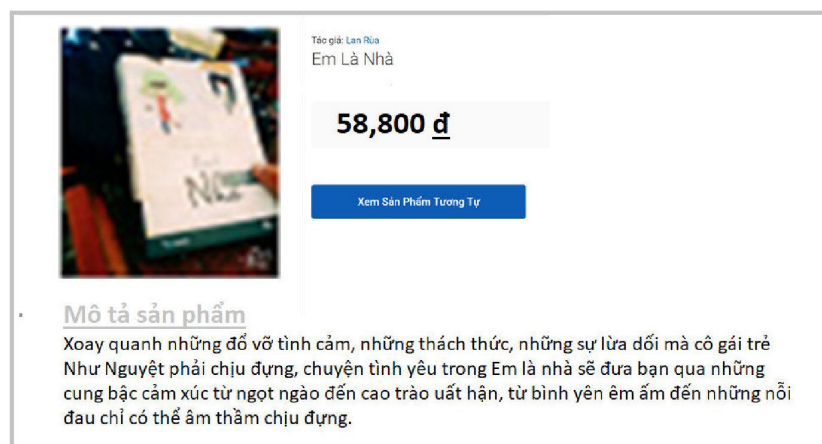 Tác giả: Lan Rùa
Em Là Nhà
58,800 đ
Xem Sản Phẩm Tương Tự
Nhà
Mô tả sản phẩm
Xoay quanh những đổ vỡ tình cảm, những thách thức, những sự lừa dối mà cô gái trẻ
Như Nguyệt phải chịu đựng, chuyện tình yêu trong Em là nhà sẽ đưa bạn qua những
cung bậc cảm xúc từ ngọt ngào đến cao trào uất hận, từ bình yên êm ấm đến những nỗi
đau chỉ có thể âm thầm chịu đựng.